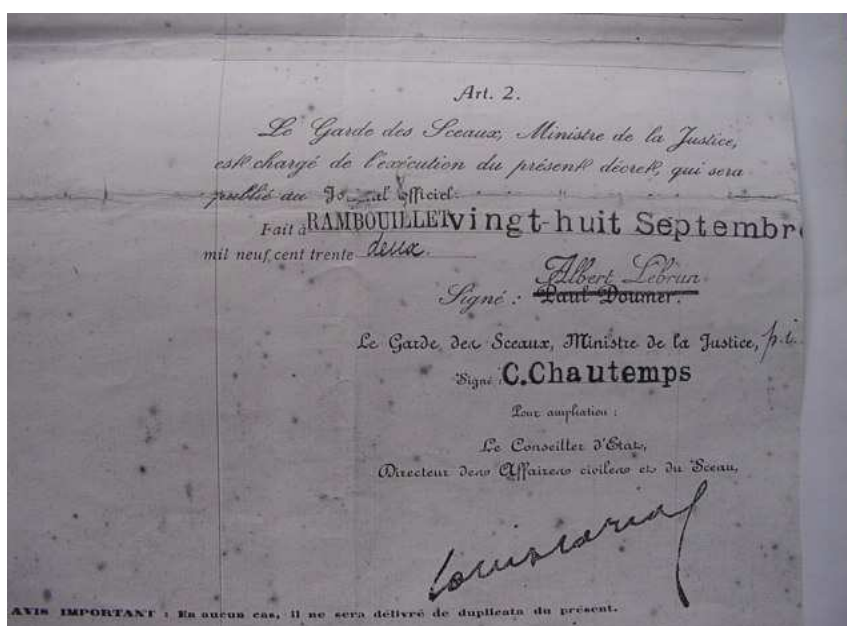 Art. 2.
Le Garde des Sceaux, Ministre de la Justice,
est chargé de l'exécution du présent décret, qui sera
publié au Jo al Officiel.
Fait à RAMBOUILLET vingt-huit Septembre
mil neuf cent trente deux.
Albert Lebrun.
Signé : Paul Doumer.
Le Garde des Sceaux, Ministre de la Justice, p.i.
Signé : C.Chautemps
Pour ampliation :
Le Conseiller d'Etat,
Directeur des Affaires civiles et du Sceau,
AVIS IMPORTANT : En aucun cas, il ne sera délivré de duplicata du présent.